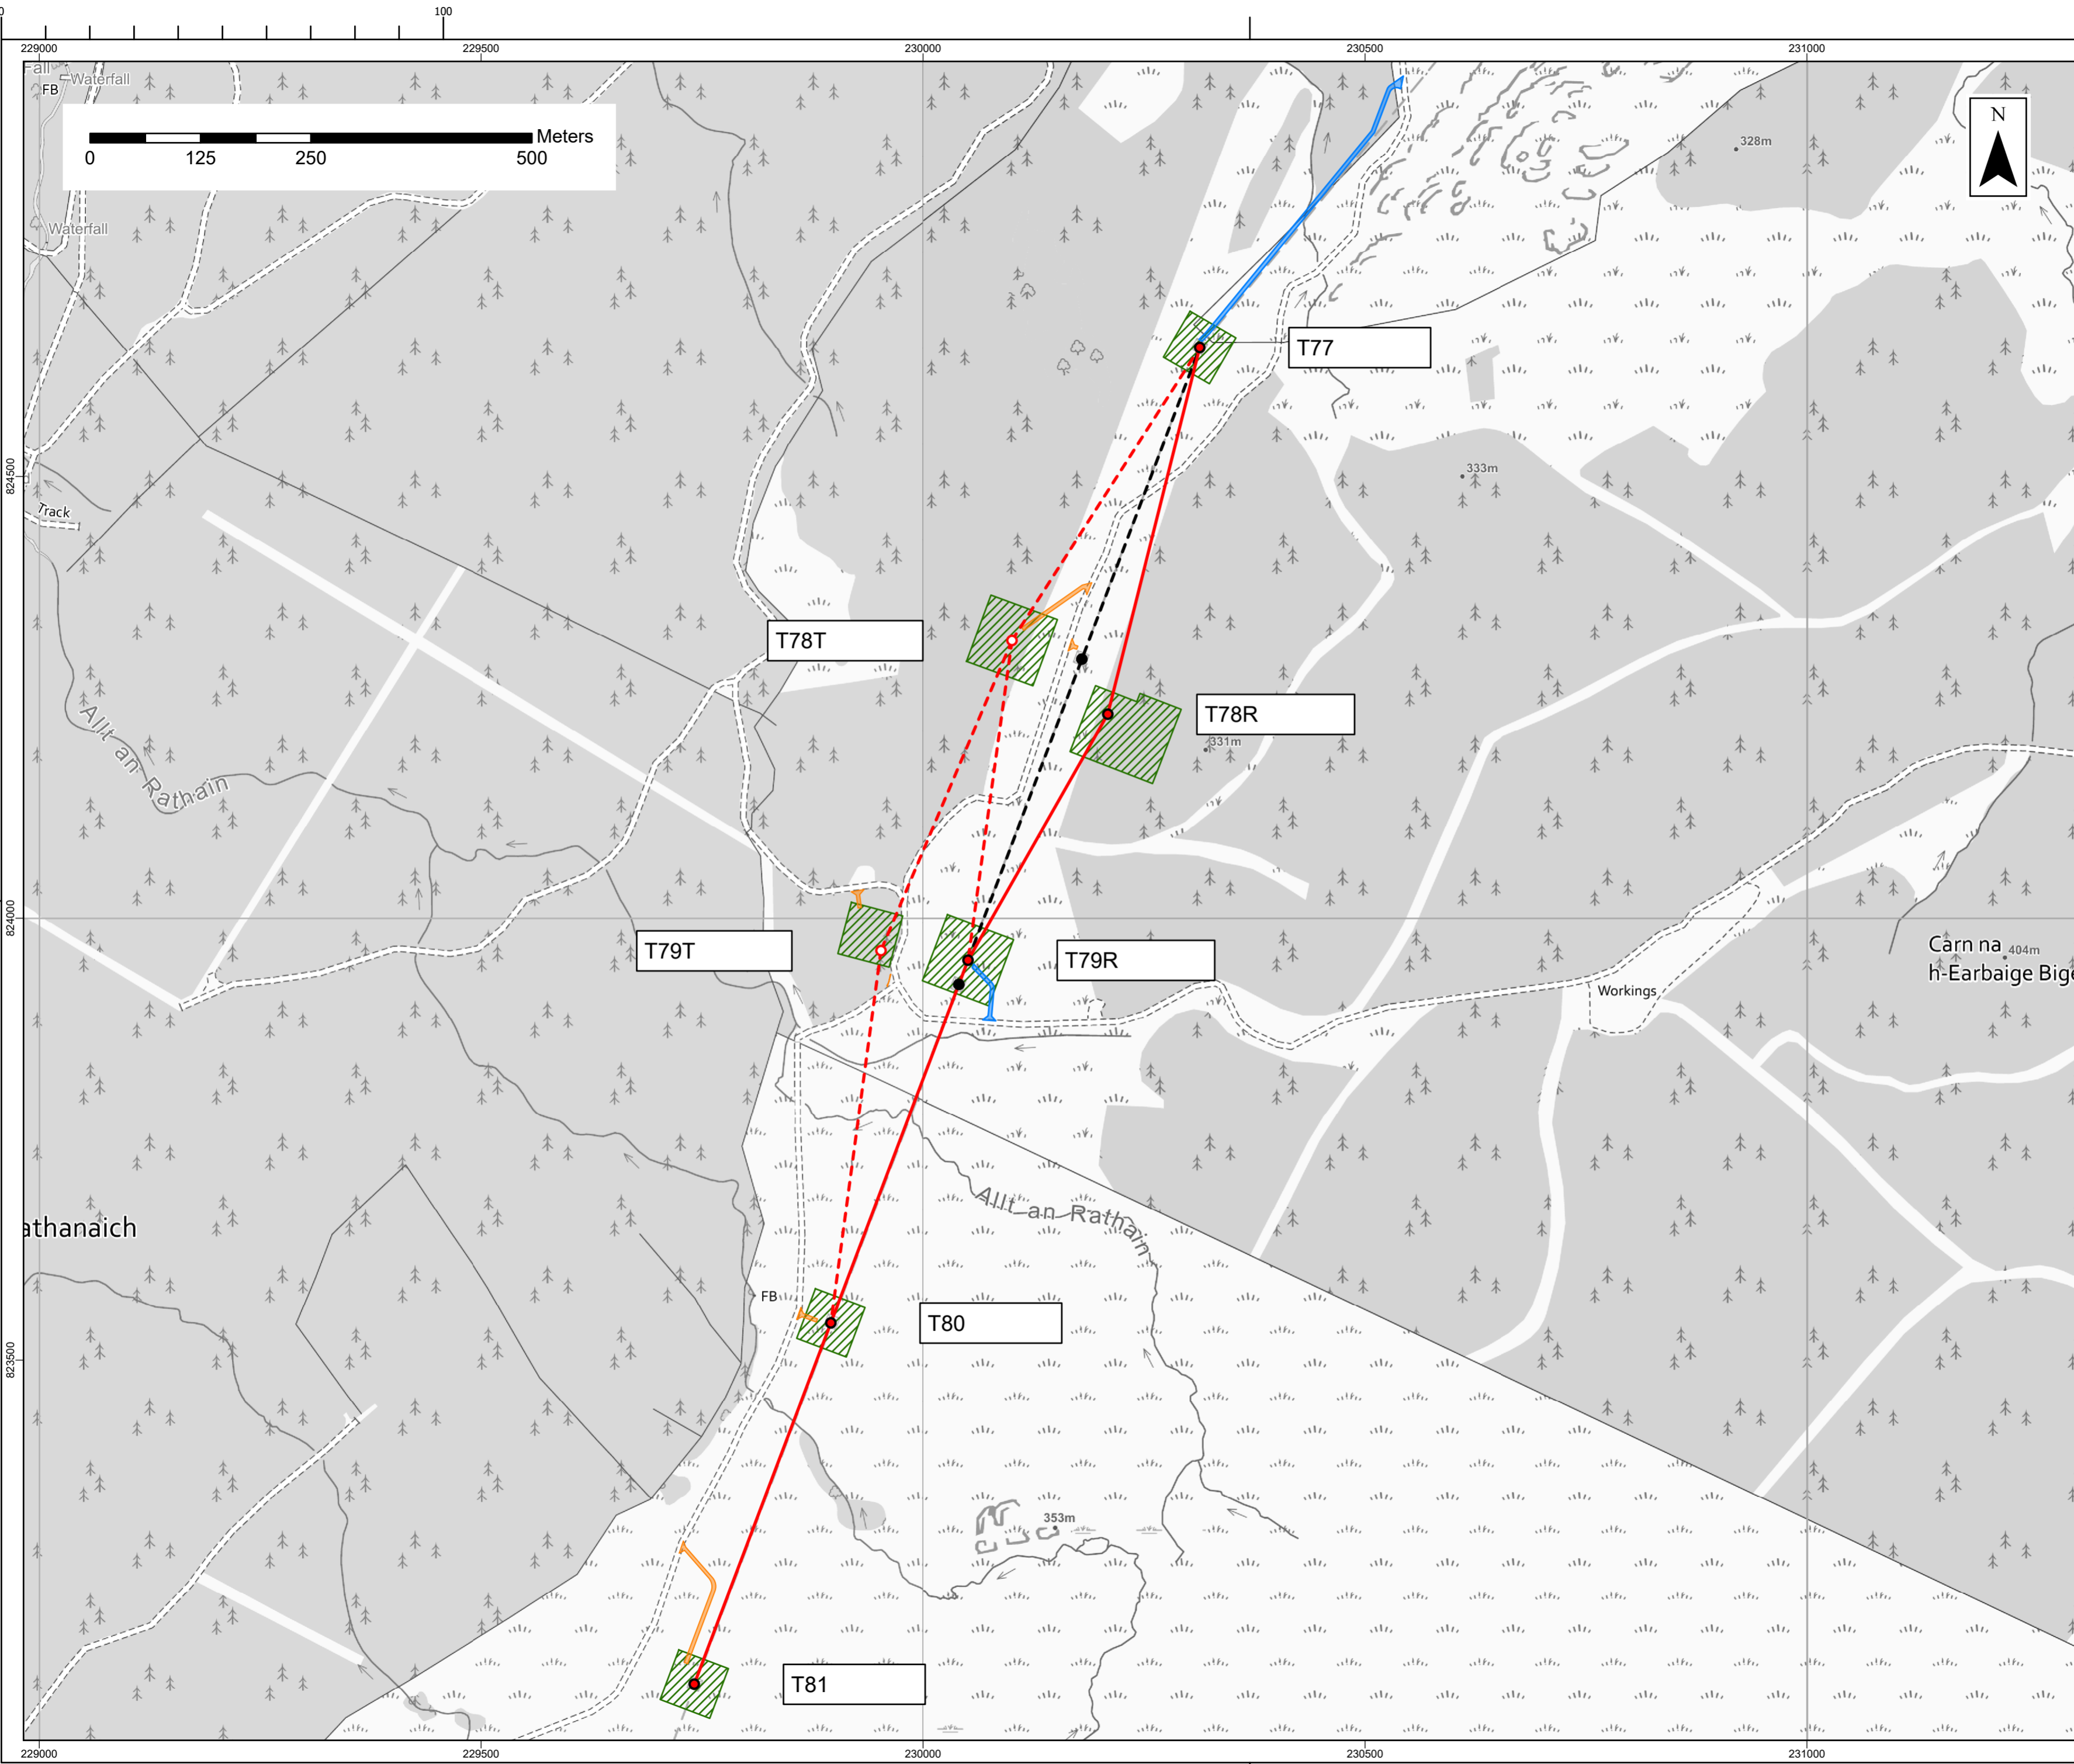 0
100
229000
229500
230000
230500
231000
Fall
Waterfall
FB
Meters
0
125
250
500
N
328m
Waterfall
T77
824500
333m
Track
T78T
T78R
331m
Allt an Rathain
824000
T79T
T79R
Carn na
h-Earbaige Bige
404m
Workings
Allt an Rathain
athanaich
FB
T80
823500
353m
T81
229000
229500
230000
230500
231000